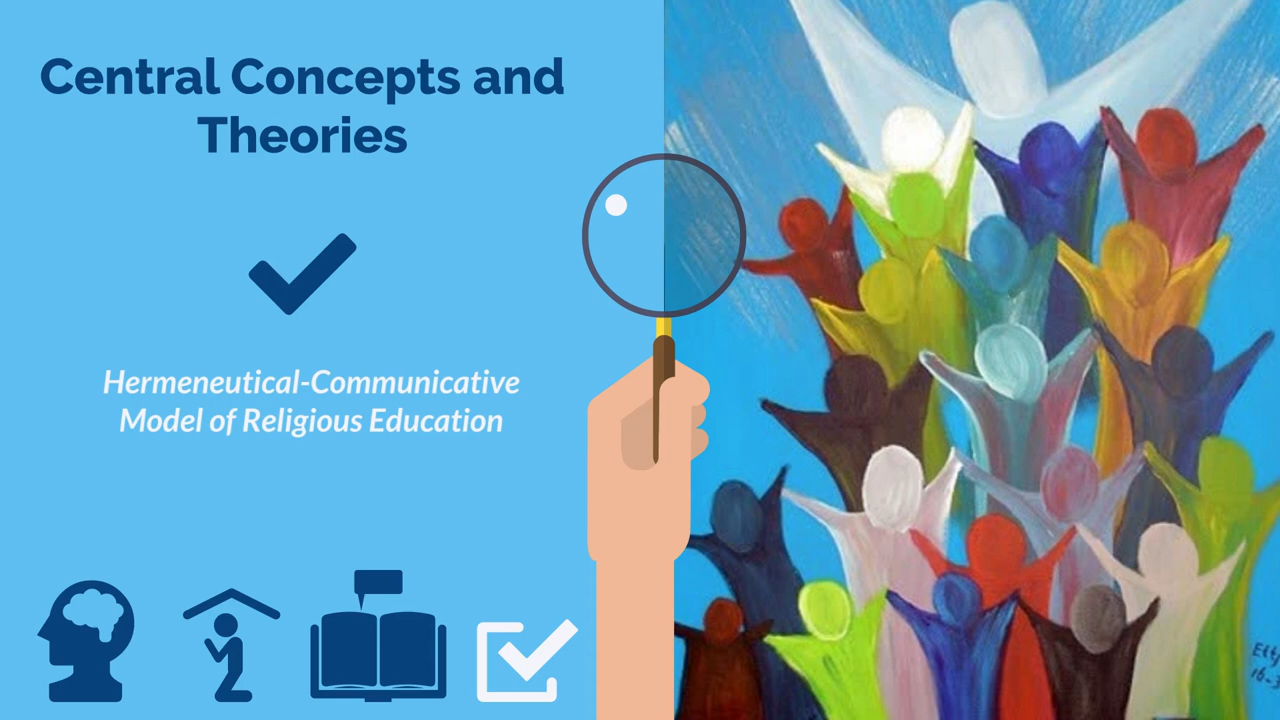 Central Concepts and
Theories
Hermeneutical-Communicative
Model of Religious Education